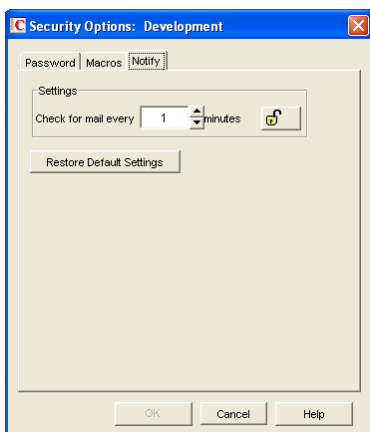 Security Options: Development
Password Macros Notify
Settings
Check for mail every 1 minutes
Restore Default Settings
OK Cancel Help